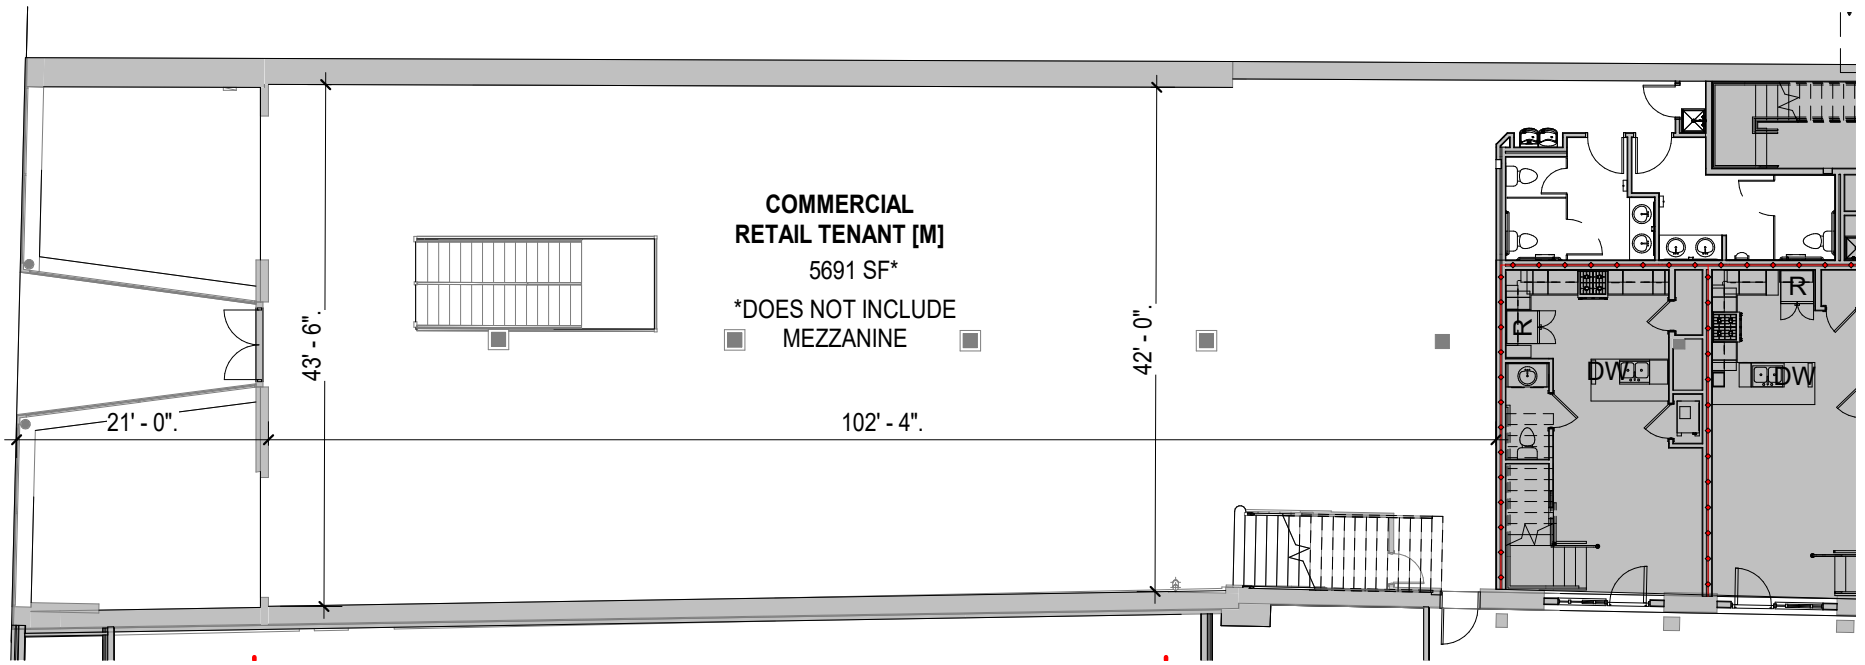 COMMERCIAL
RETAIL TENANT [M]
5691 SF*
*DOES NOT INCLUDE
MEZZANINE
43' - 6".
42' - 0".
21' - 0".
102' - 4".
R
R
DW
DW